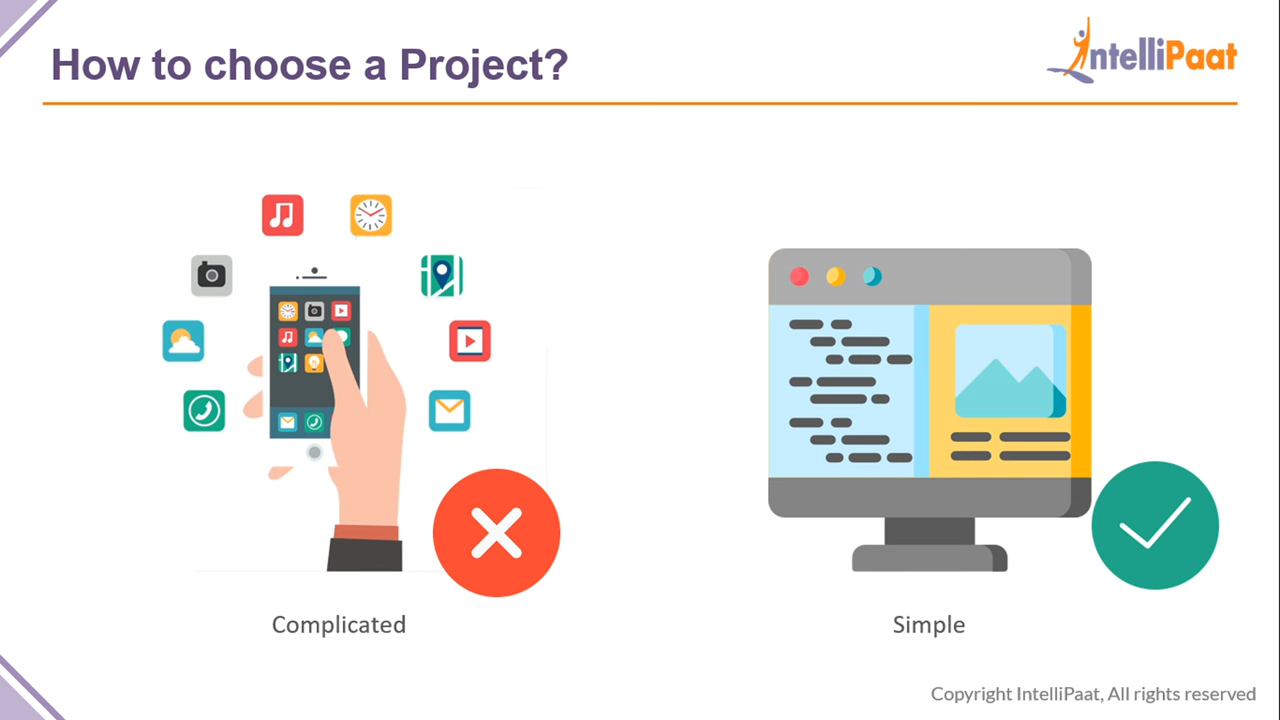 How to choose a Project?
IntelliPaat
Complicated
Simple
Copyright IntelliPaat, All rights reserved